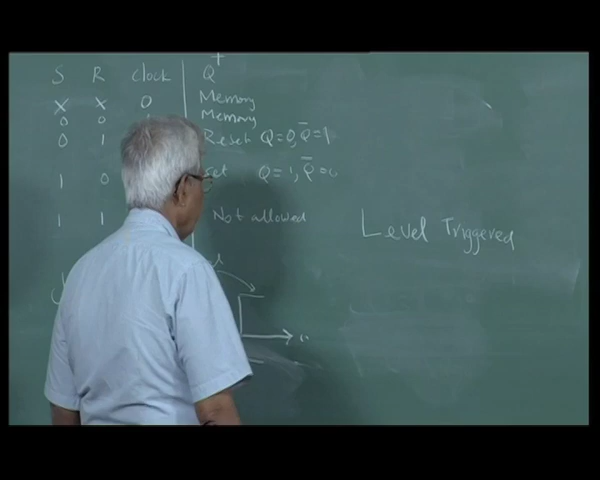 S R Clock Q+
X X 0 Memory
0 0 Memory
0 1 Reset Q=0, Q̄=1
1 0 Set Q=1, Q̄=0
1 1 Not allowed
Level Triggered